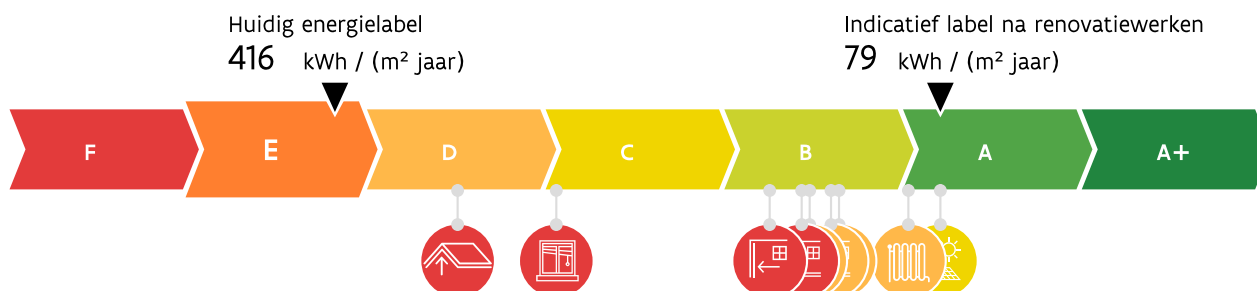 Huidig energielabel
416 kWh / (m² jaar)
Indicatief label na renovatiewerken
79 kWh / (m² jaar)
F E D C B A A+